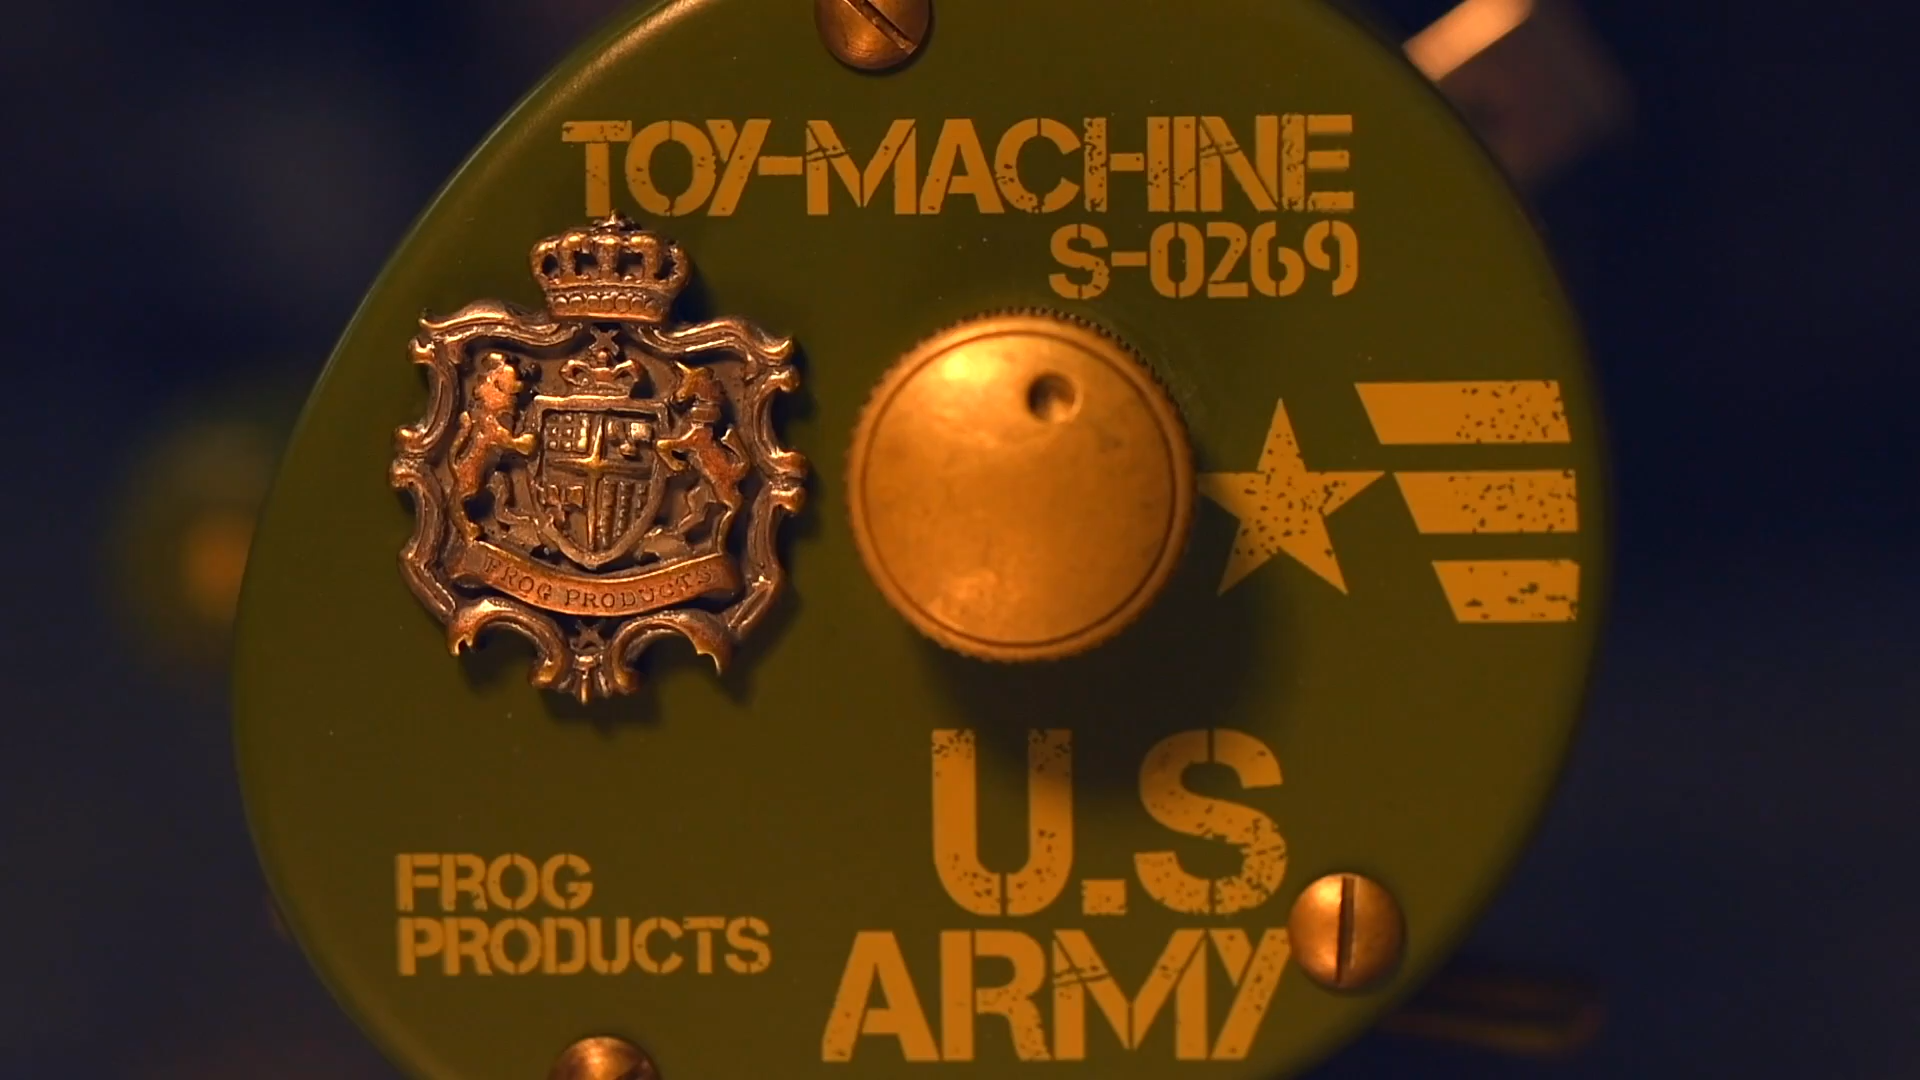 TOY-MACHINE
S-0269
FROG PRODUCTS
U.S
ARMY
FROG
PRODUCTS